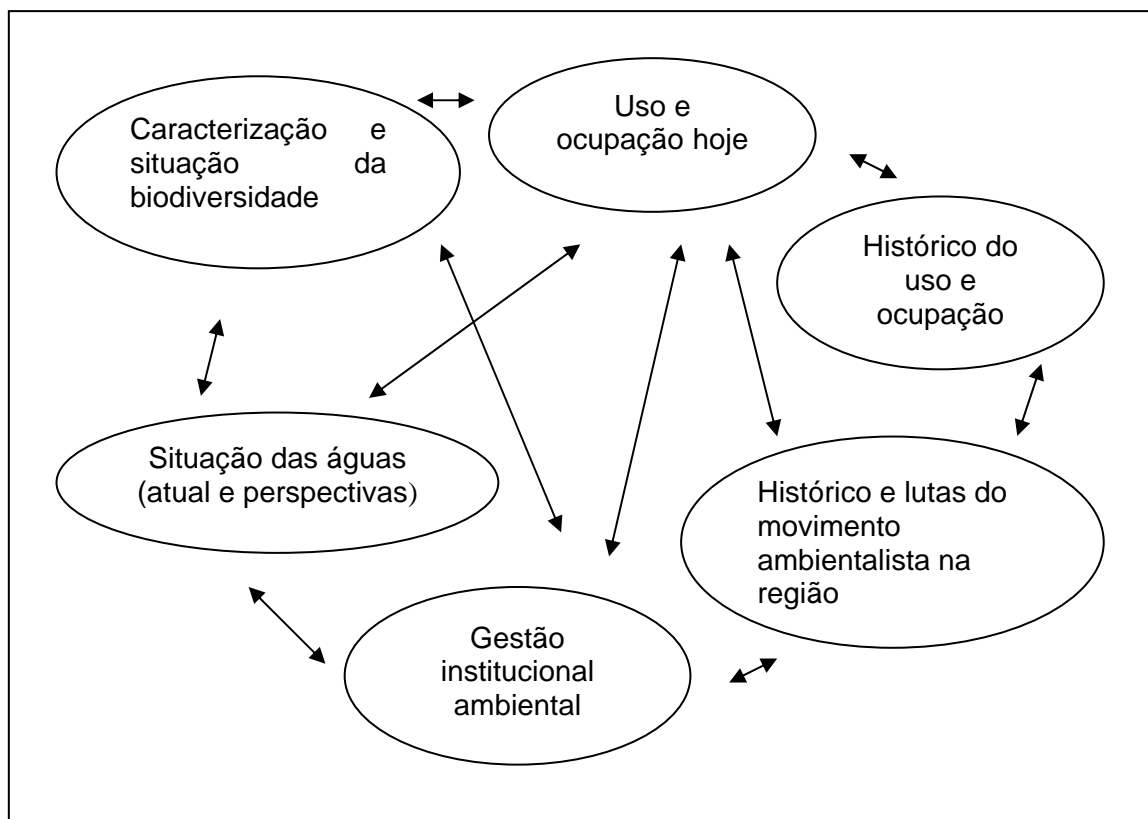 Caracterização e
situação da
biodiversidade
Uso e
ocupação hoje
Histórico do
uso e
ocupação
Situação das águas
(atual e perspectivas)
Histórico e lutas do
movimento
ambientalista na
região
Gestão
institucional
ambiental